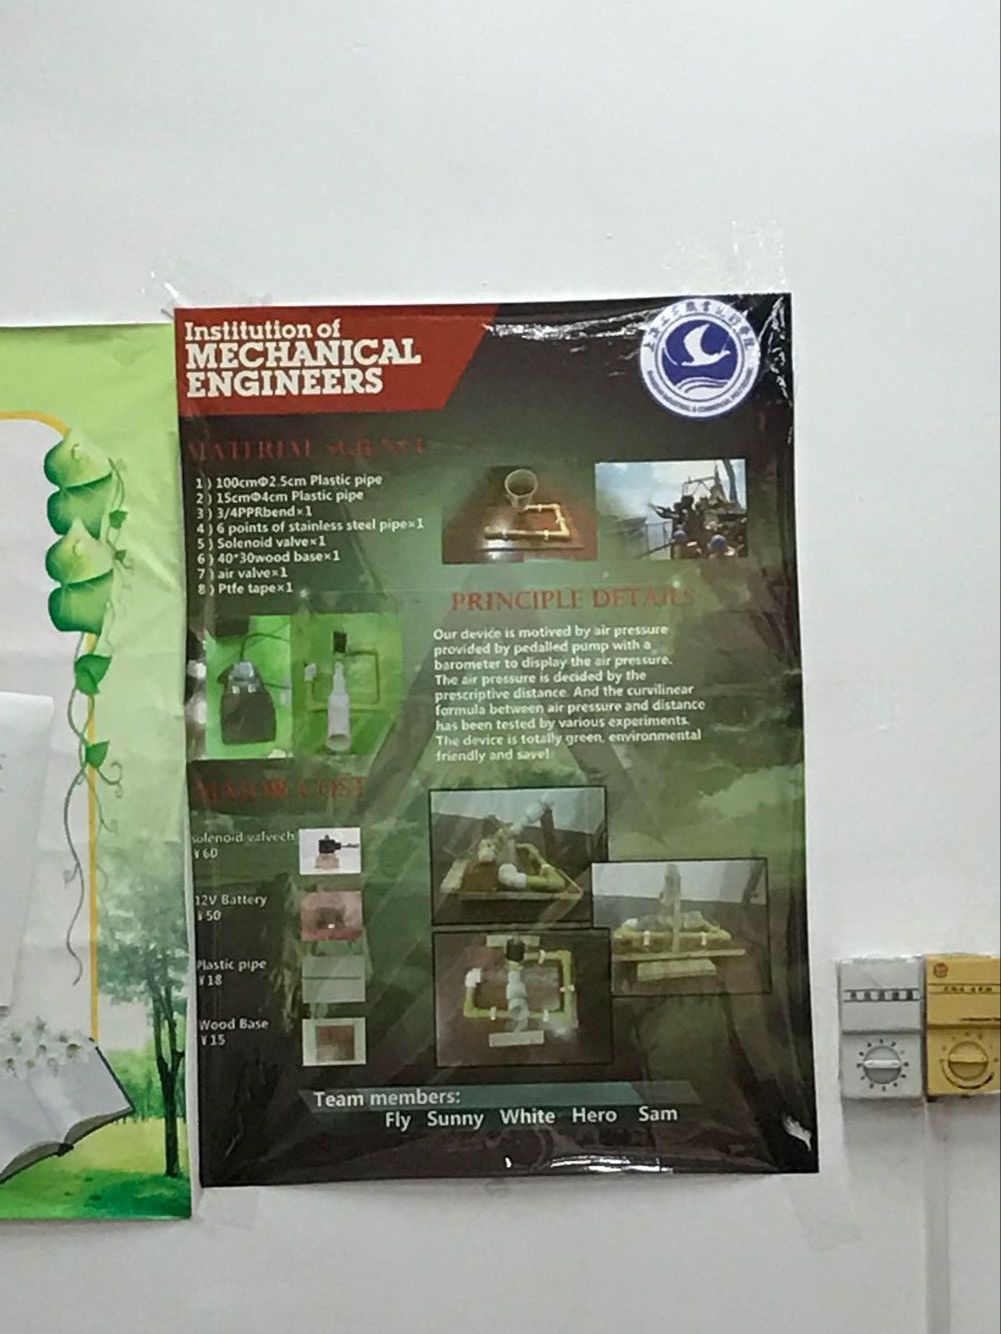 Institution of
MECHANICAL
ENGINEERS
MATERIAL SCIENCE
1) 100cmΦ2.5cm Plastic pipe
2) 15cmΦ4cm Plastic pipe
3) 3/4PPRbend×1
4) 6 points of stainless steel pipe×1
5) Solenoid valve×1
6) 40*30wood base×1
7) air valve×1
8) Ptfe tape×1
PRINCIPLE DETAILS
Our device is motived by air pressure
provided by pedalled pump with a
barometer to display the air pressure.
The air pressure is decided by the
prescriptive distance. And the curvilinear
formula between air pressure and distance
has been tested by various experiments.
The device is totally green, environmental
friendly and save!
MAJOR COST
solenoid valvech
¥60
12V Battery
¥50
Plastic pipe
¥18
Wood Base
¥15
Team members:
Fly Sunny White Hero Sam